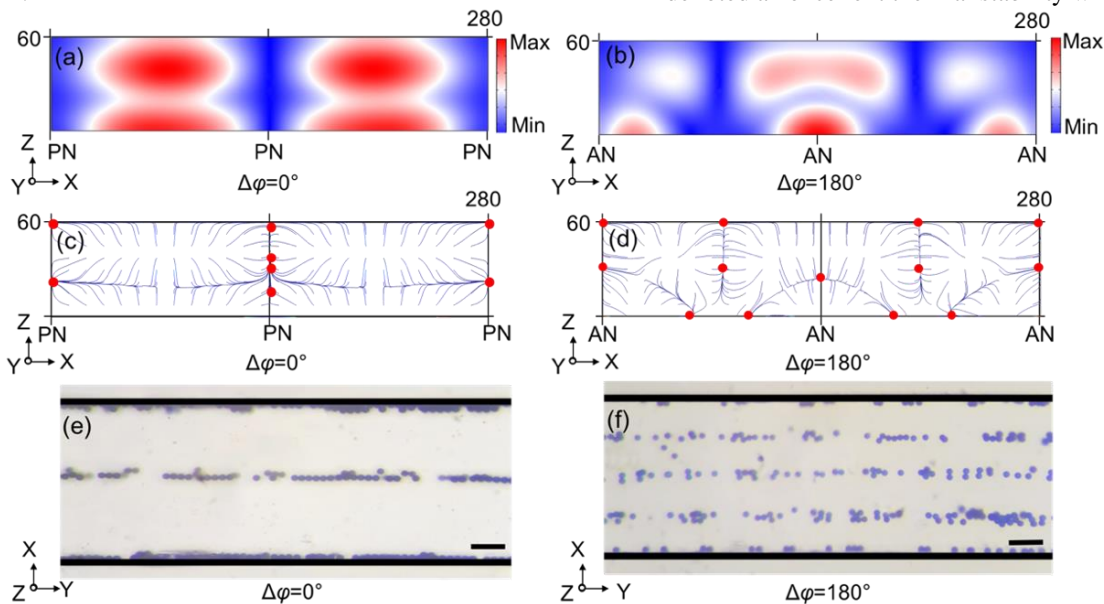 280
280
60
(a)
Max
Min
PN
PN
PN
Z
Y
X
Δφ=0°
(b)
Max
Min
AN
AN
AN
Z
Y
X
Δφ=180°
280
280
60
(c)
PN
PN
PN
Z
Y
X
Δφ=0°
60
(d)
AN
AN
AN
Z
Y
X
Δφ=180°
(e)
X
Z
Y
Δφ=0°
(f)
X
Z
Y
Δφ=180°
60